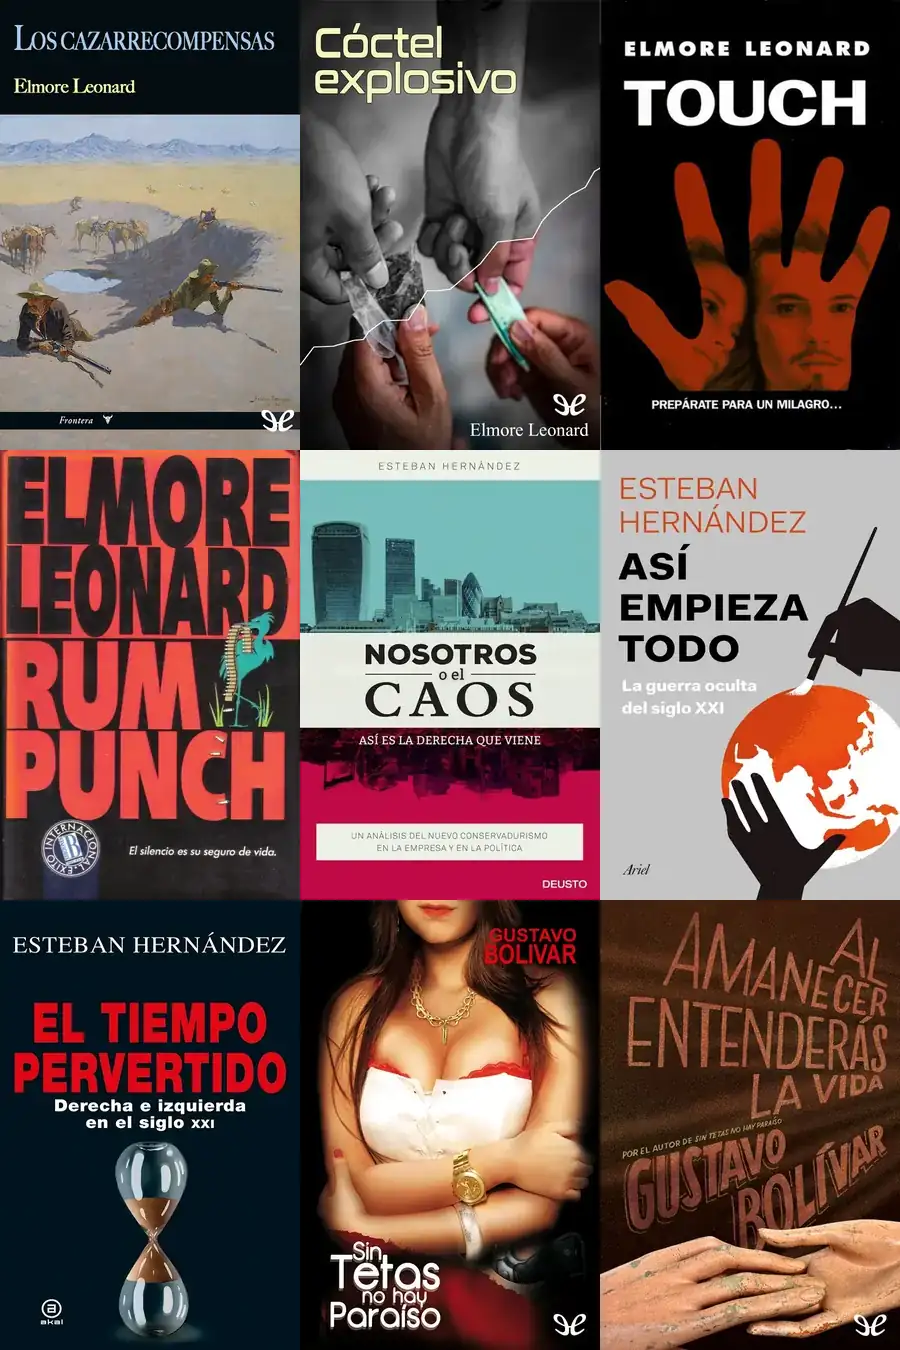 LOS CAZARRECOMPENSAS
Elmore Leonard
Frontera
Cóctel
explosivo
Elmore Leonard
ELMORE LEONARD
TOUCH
PREPÁRATE PARA UN MILAGRO...
ELMORE
LEONARD
RUM
PUNCH
EXITO INTERNACIONAL
B
El silencio es su seguro de vida.
ESTEBAN HERNÁNDEZ
NOSOTROS
o el
CAOS
ASÍ ES LA DERECHA QUE VIENE
UN ANÁLISIS DEL NUEVO CONSERVADURISMO
EN LA EMPRESA Y EN LA POLÍTICA
DEUSTO
ESTEBAN
HERNÁNDEZ
ASÍ
EMPIEZA
TODO
La guerra oculta
del siglo XXI
Ariel
ESTEBAN HERNÁNDEZ
EL TIEMPO
PERVERTIDO
Derecha e izquierda
en el siglo XXI
a
akal
GUSTAVO
BOLIVAR
Sin
Tetas
no hay
Paraíso
AL
AMANECER
ENTENDERÁS
LA VIDA
POR EL AUTOR DE SIN TETAS NO HAY PARAÍSO
GUSTAVO
BOLÍVAR